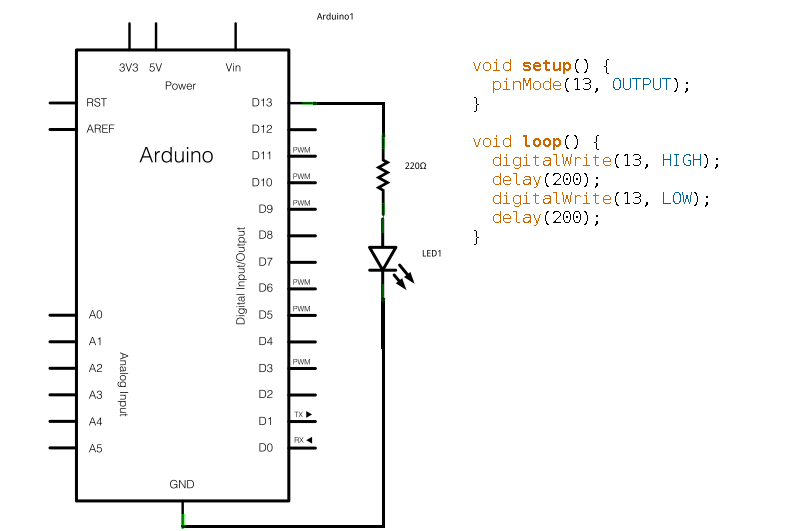 Arduino1
3V3 5V Vin
Power
RST
AREF
Arduino
D13
D12
D11 PWM
D10 PWM
D9 PWM
D8
D7
D6 PWM
D5 PWM
D4
D3 PWM
D2
D1 TX
D0 RX
Digital Input/Output
A0
A1
A2
A3
A4
A5
Analog Input
GND
220Ω
LED1
void setup() {
  pinMode(13, OUTPUT);
}

void loop() {
  digitalWrite(13, HIGH);
  delay(200);
  digitalWrite(13, LOW);
  delay(200);
}